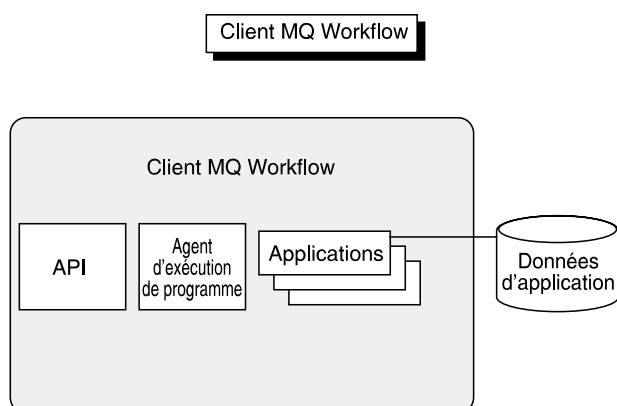 Client MQ Workflow
Client MQ Workflow
API
Agent
d'exécution
de programme
Applications
Données
d'application